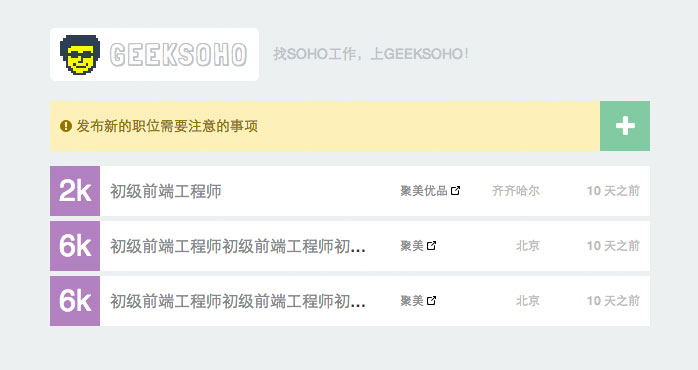 GEEKSOHO 找SOHO工作，上GEEKSOHO！
发布新的职位需要注意的事项
2k 初级前端工程师 聚美优品 齐齐哈尔 10 天之前
6k 初级前端工程师初级前端工程师初... 聚美 北京 10 天之前
6k 初级前端工程师初级前端工程师初... 聚美 北京 10 天之前